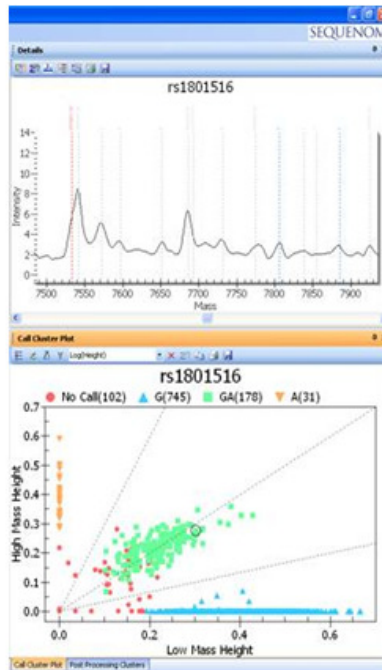 SEQUENOM
Details
rs1801516
14
12
10
8
6
4
2
0
Intensity
7500 7550 7600 7650 7700 7750 7800 7850 7900
Mass
Call Cluster Plot
Log(Height)
rs1801516
No Call(102) G(745) GA(178) A(31)
0.7
0.6
0.5
0.4
0.3
0.2
0.1
0.0
High Mass Height
0.0 0.2 0.4 0.6
Low Mass Height
Call Cluster Plot Post Processing Clusters